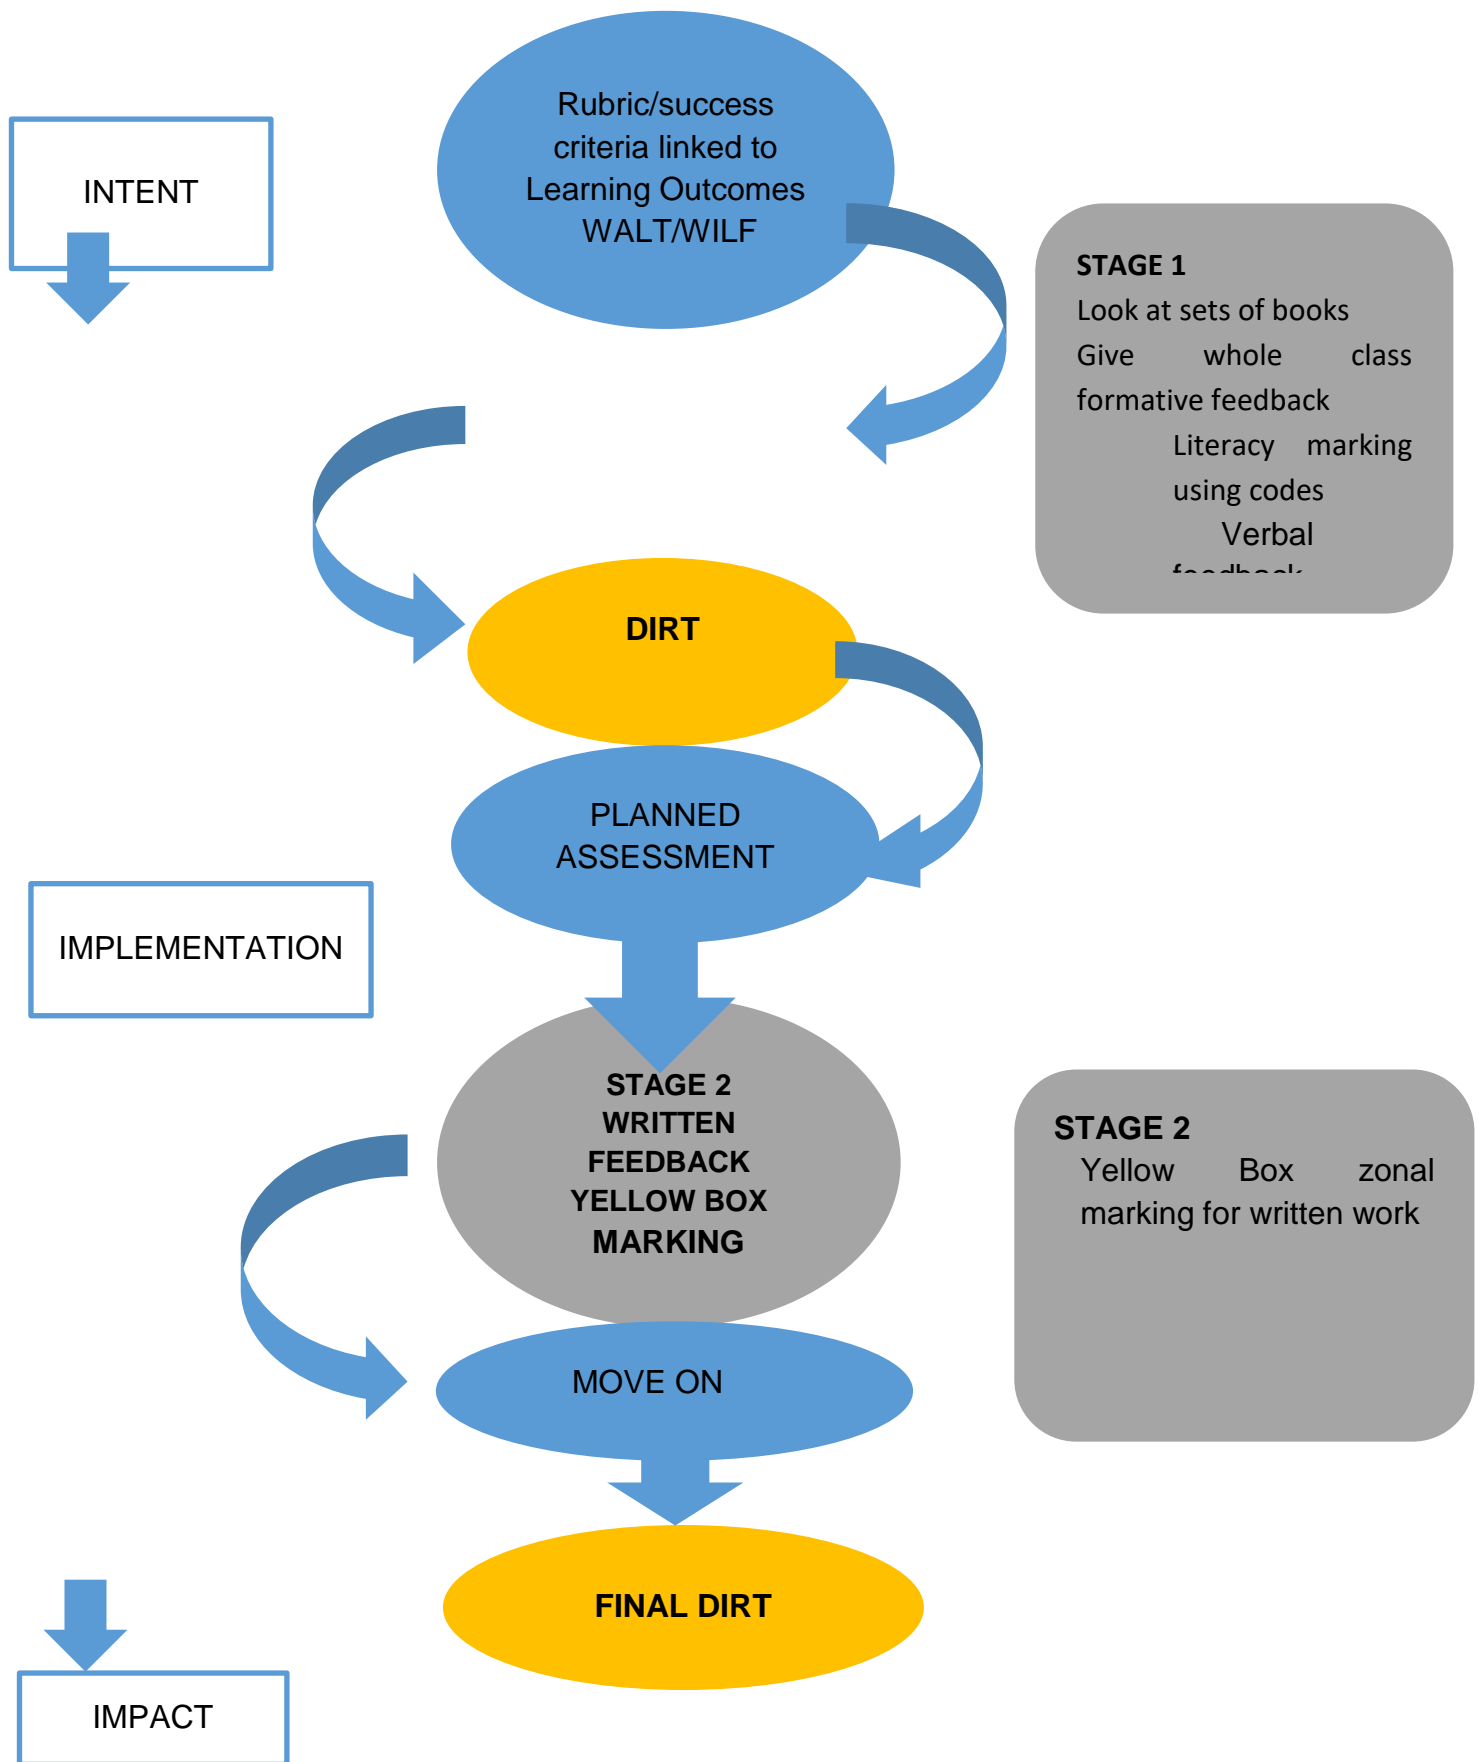 Rubric/success
criteria linked to
Learning Outcomes
WALT/WILF
INTENT
STAGE 1
Look at sets of books
Give whole class
formative feedback
Literacy marking
using codes
Verbal
feedback
DIRT
PLANNED
ASSESSMENT
IMPLEMENTATION
STAGE 2
WRITTEN
FEEDBACK
YELLOW BOX
MARKING
STAGE 2
Yellow Box zonal
marking for written work
MOVE ON
FINAL DIRT
IMPACT